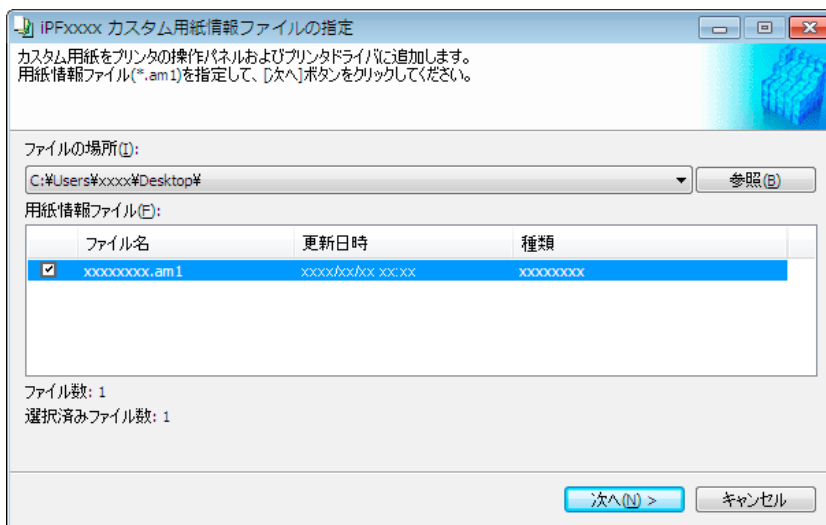 iPFxxxx カスタム用紙情報ファイルの指定
カスタム用紙をプリンタの操作パネルおよびプリンタドライバに追加します。
用紙情報ファイル(*.am1)を指定して、[次へ]ボタンをクリックしてください。
ファイルの場所(I):
C:¥Users¥xxxx¥Desktop¥
参照(B)
用紙情報ファイル(F):
ファイル名 更新日時 種類
xxxxxxxx.am1 xxxx/xx/xx xx:xx xxxxxxxx
ファイル数: 1
選択済みファイル数: 1
次へ(N) > キャンセル